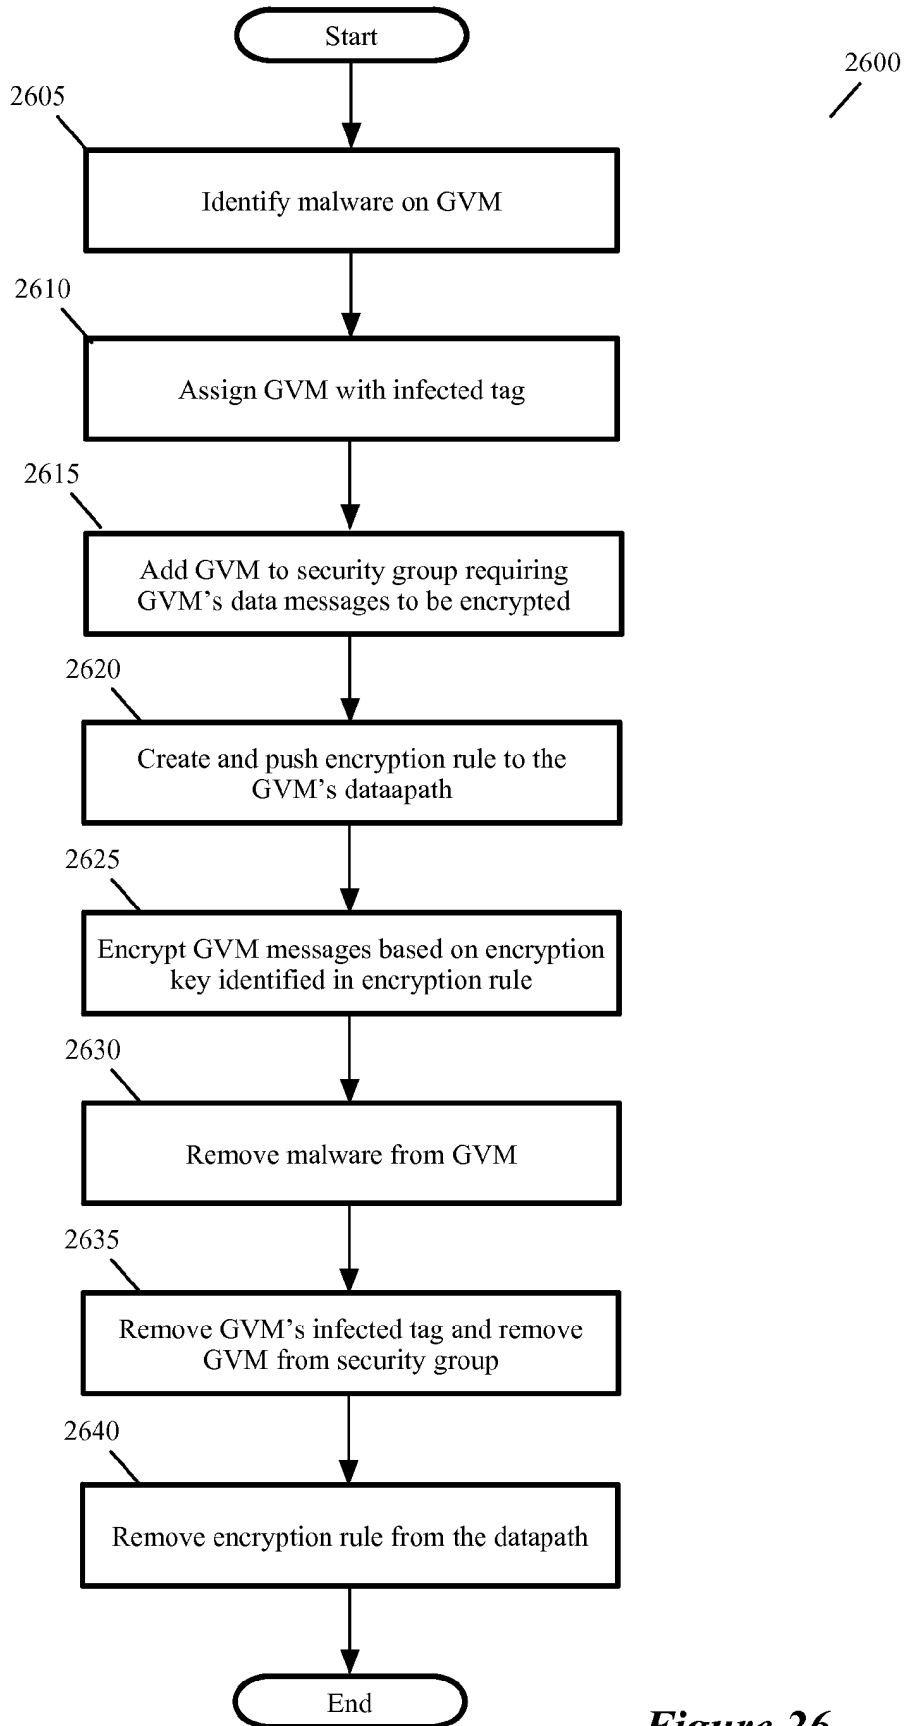 Start
2600
2605
Identify malware on GVM
2610
Assign GVM with infected tag
2615
Add GVM to security group requiring
GVM's data messages to be encrypted
2620
Create and push encryption rule to the
GVM's dataapath
2625
Encrypt GVM messages based on encryption
key identified in encryption rule
2630
Remove malware from GVM
2635
Remove GVM's infected tag and remove
GVM from security group
2640
Remove encryption rule from the datapath
End
Figure 26